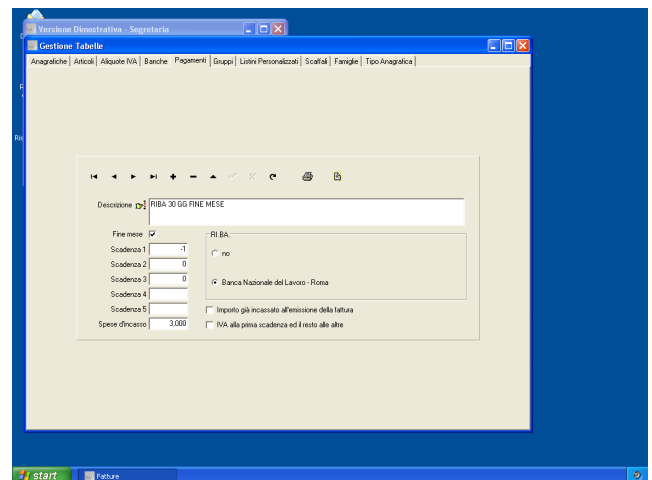 Versione Dimostrativa - Segretaria
Gestione Tabelle
Anagrafiche Articoli Aliquote IVA Banche Pagamenti Gruppi Listini Personalizzati Scaffali Famiglie Tipo Anagrafica
Descrizione RIBA 30 GG FINE MESE
Fine mese
RI.BA.
Scadenza 1 -1
no
Scadenza 2 0
Scadenza 3 0
Banca Nazionale del Lavoro - Roma
Scadenza 4
Scadenza 5
Importo già incassato all'emissione della fattura
Spese d'incasso 3,000
IVA alla prima scadenza ed il resto alle altre
start
Fatture